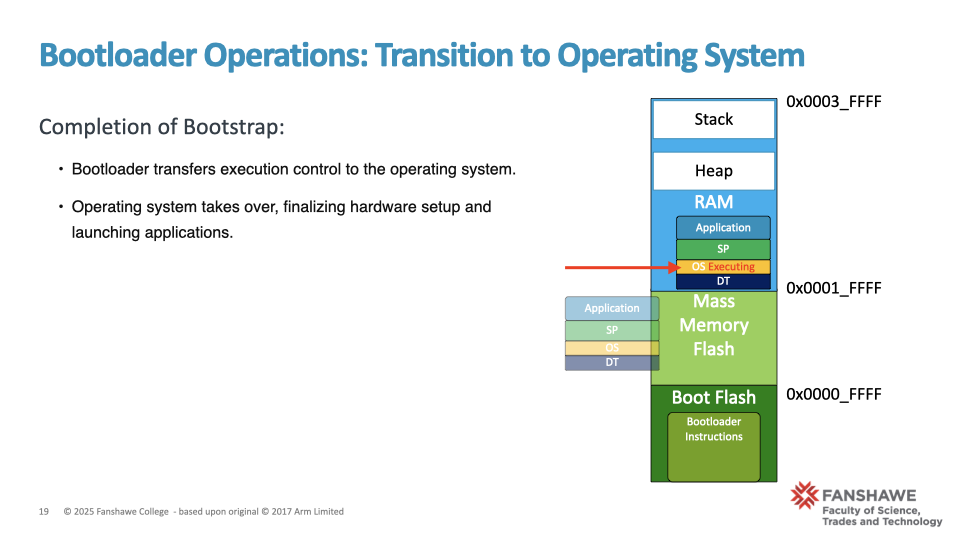 Bootloader Operations: Transition to Operating System
Completion of Bootstrap:
• Bootloader transfers execution control to the operating system.
• Operating system takes over, finalizing hardware setup and
launching applications.
0x0003_FFFF
Stack
Heap
RAM
Application
SP
OS Executing
DT
0x0001_FFFF
Mass
Memory
Flash
Application
SP
OS
DT
0x0000_FFFF
Boot Flash
Bootloader
Instructions
19 © 2025 Fanshawe College - based upon original © 2017 Arm Limited
FANSHAWE
Faculty of Science,
Trades and Technology